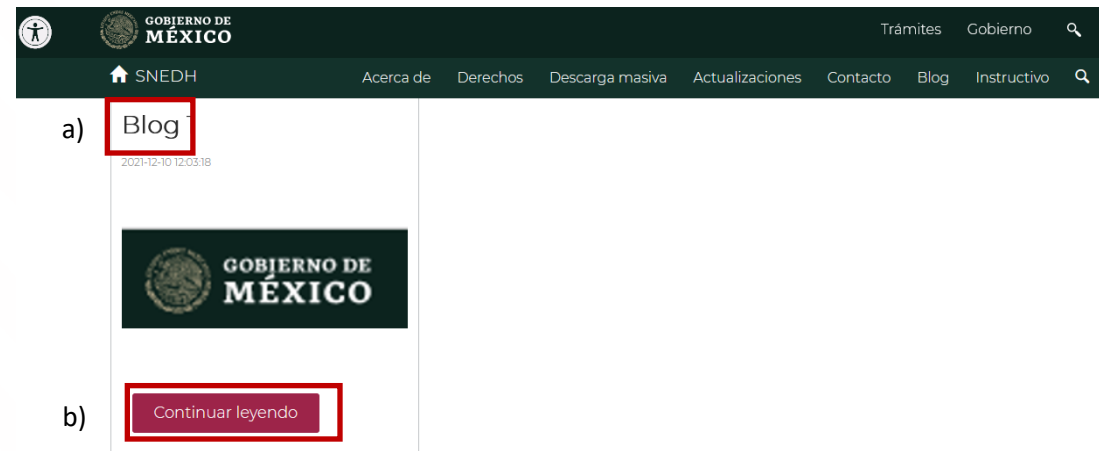 GOBIERNO DE
MÉXICO
Trámites Gobierno
SNEDH Acerca de Derechos Descarga masiva Actualizaciones Contacto Blog Instructivo
a) Blog
2021-12-10 12:03:18
GOBIERNO DE
MÉXICO
b) Continuar leyendo